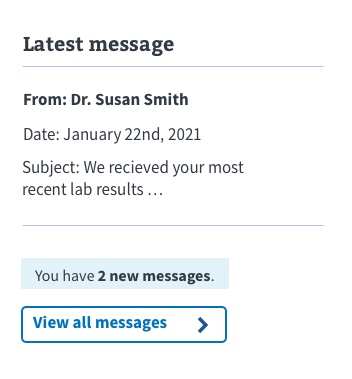 Latest message
From: Dr. Susan Smith
Date: January 22nd, 2021
Subject: We recieved your most
recent lab results …
You have 2 new messages.
View all messages